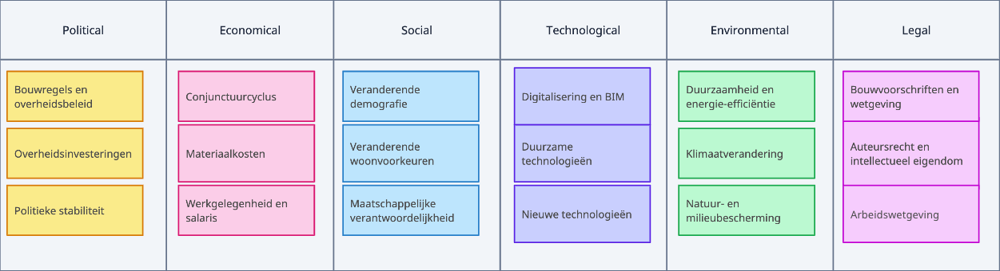 Political
Economical
Social
Technological
Environmental
Legal
Bouwregels en
overheidsbeleid
Overheidsinvesteringen
Politieke stabiliteit
Conjunctuurcyclus
Materiaalkosten
Werkgelegenheid en
salaris
Veranderende
demografie
Veranderende
woonvoorkeuren
Maatschappelijke
verantwoordelijkheid
Digitalisering en BIM
Duurzame
technologieën
Nieuwe technologieën
Duurzaamheid en
energie-efficiëntie
Klimaatverandering
Natuur- en
milieubescherming
Bouwvoorschriften en
wetgeving
Auteursrecht en
intellectueel eigendom
Arbeidswetgeving